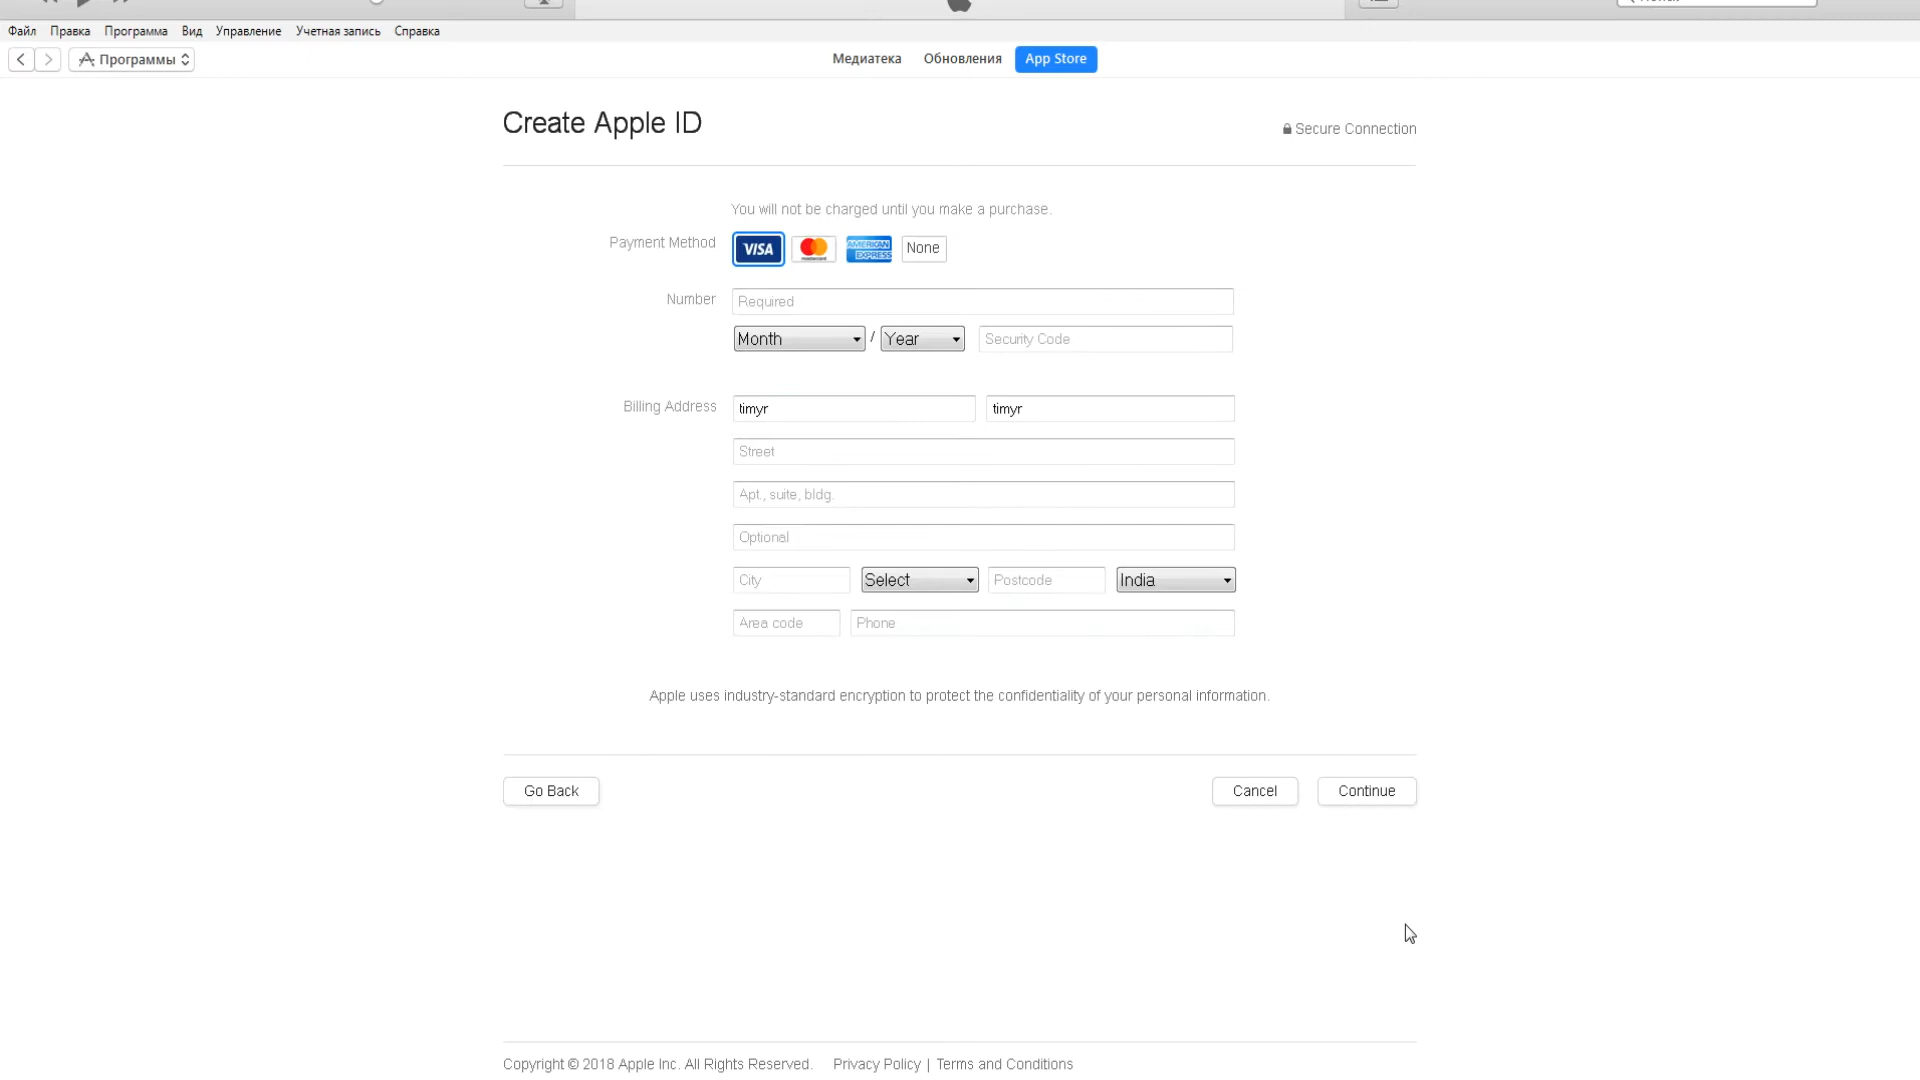 Файл Правка Программа Вид Управление Учетная запись Справка
Программы Медиатека Обновления App Store
Create Apple ID
Secure Connection
You will not be charged until you make a purchase.
Payment Method VISA mastercard AMERICAN EXPRESS None
Number Required
Month / Year Security Code
Billing Address timyr timyr
Street
Apt., suite, bldg.
Optional
City Select Postcode India
Area code Phone
Apple uses industry-standard encryption to protect the confidentiality of your personal information.
Go Back Cancel Continue
Copyright © 2018 Apple Inc. All Rights Reserved. Privacy Policy | Terms and Conditions